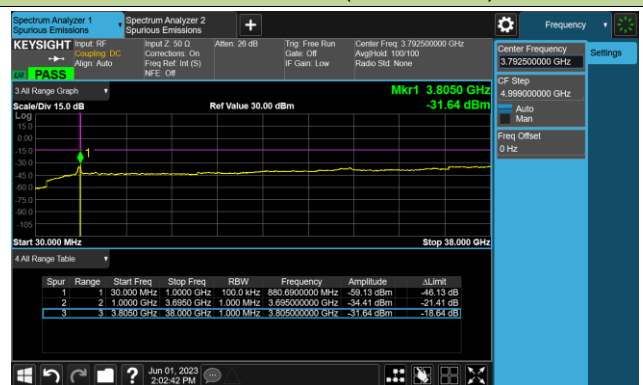 Spectrum Analyzer 1
Spurious Emissions
Spectrum Analyzer 2
Spurious Emissions
Frequency
KEYSIGHT
Input: RF
Coupling: DC
Align: Auto
Input Z: 50 Ω
Corrections: On
Freq Ref: Int (S)
NFE: Off
Atten: 26 dB
Trig: Free Run
Gate: Off
IF Gain: Low
Center Freq: 3.792500000 GHz
Avg|Hold: 100/100
Radio Std: None
LXI PASS
Center Frequency
3.792500000 GHz
Settings
CF Step
4.999000000 GHz
Auto
Man
Freq Offset
0 Hz
3 All Range Graph
Mkr1 3.8050 GHz
Scale/Div 15.0 dB
Ref Value 30.00 dBm
-31.64 dBm
Log
15.0
0.00
-15.0
-30.0
-45.0
-60.0
-75.0
-90.0
-105
1
Start 30.000 MHz
Stop 38.000 GHz
4 All Range Table
Spur Range Start Freq Stop Freq RBW Frequency Amplitude ΔLimit
1 1 30.000 MHz 1.0000 GHz 100.0 kHz 880.6900000 MHz -59.13 dBm -46.13 dB
2 2 1.0000 GHz 3.6950 GHz 1.000 MHz 3.695000000 GHz -34.41 dBm -21.41 dB
3 3 3.8050 GHz 38.000 GHz 1.000 MHz 3.805000000 GHz -31.64 dBm -18.64 dB
Jun 01, 2023
2:02:42 PM